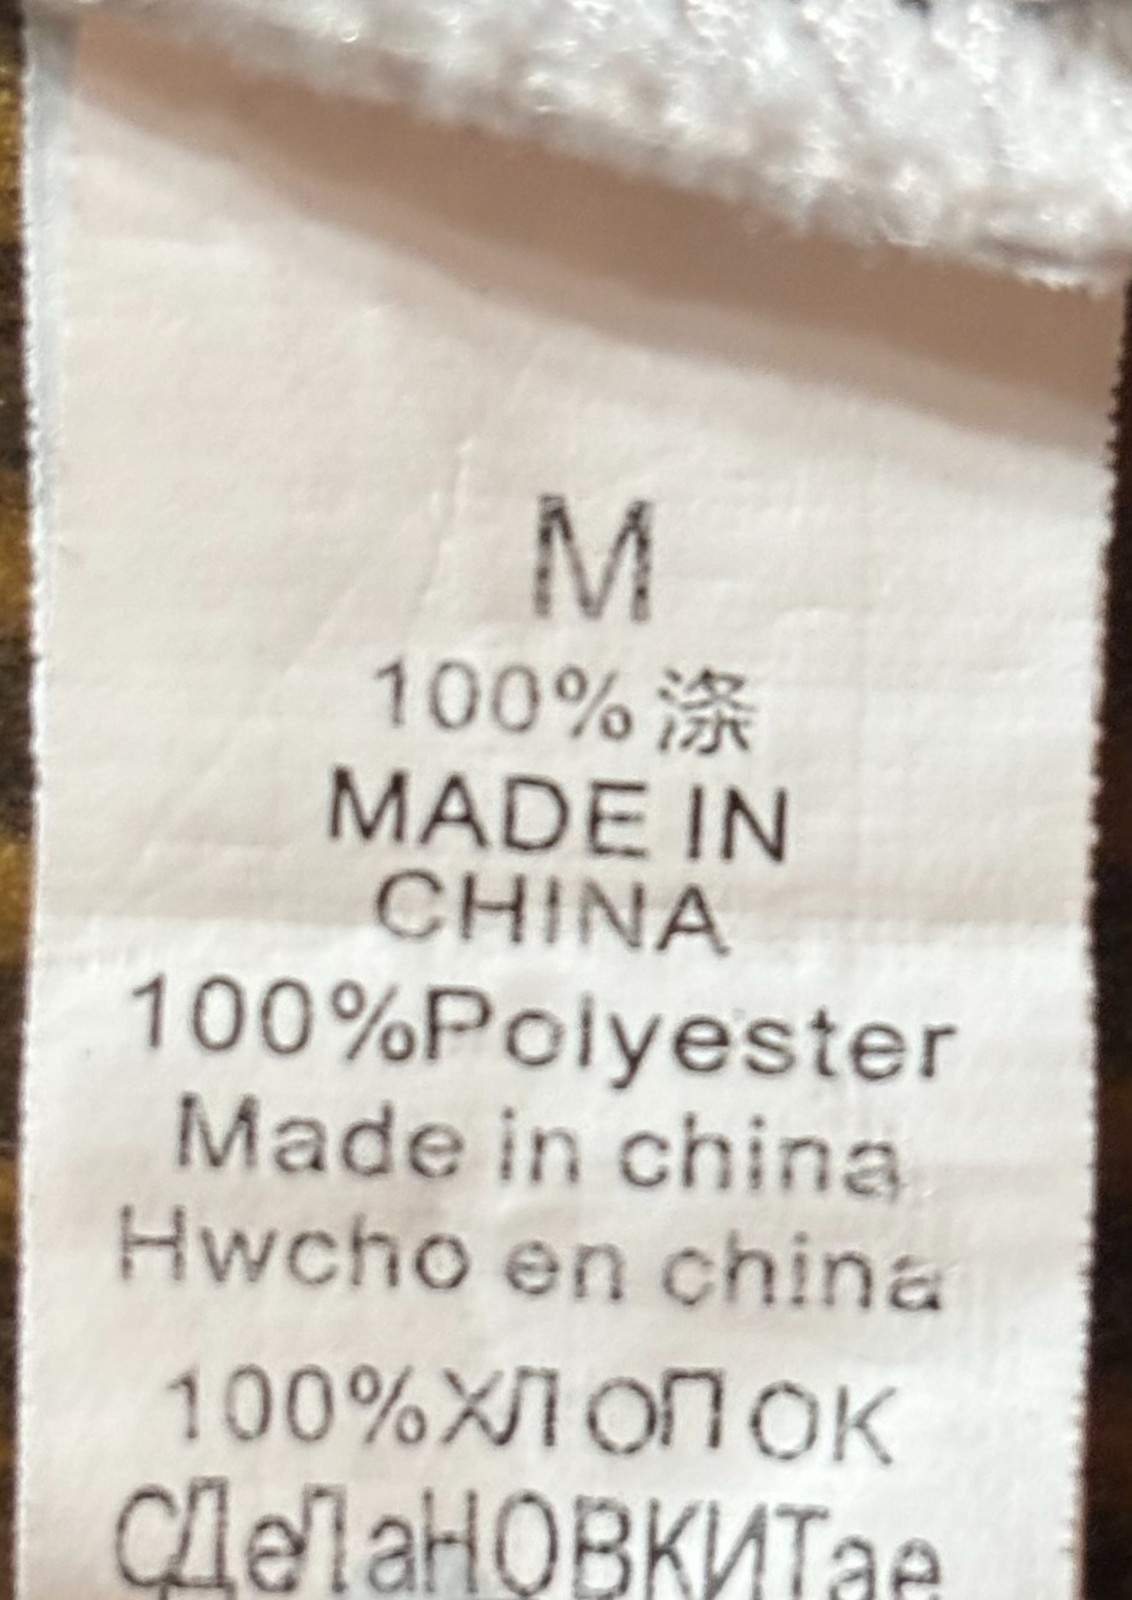 M
100%涤
MADE IN
CHINA
100%Polyester
Made in china
Hwcho en china
100%ХЛОПОК
СДеЛаНОВКИТае